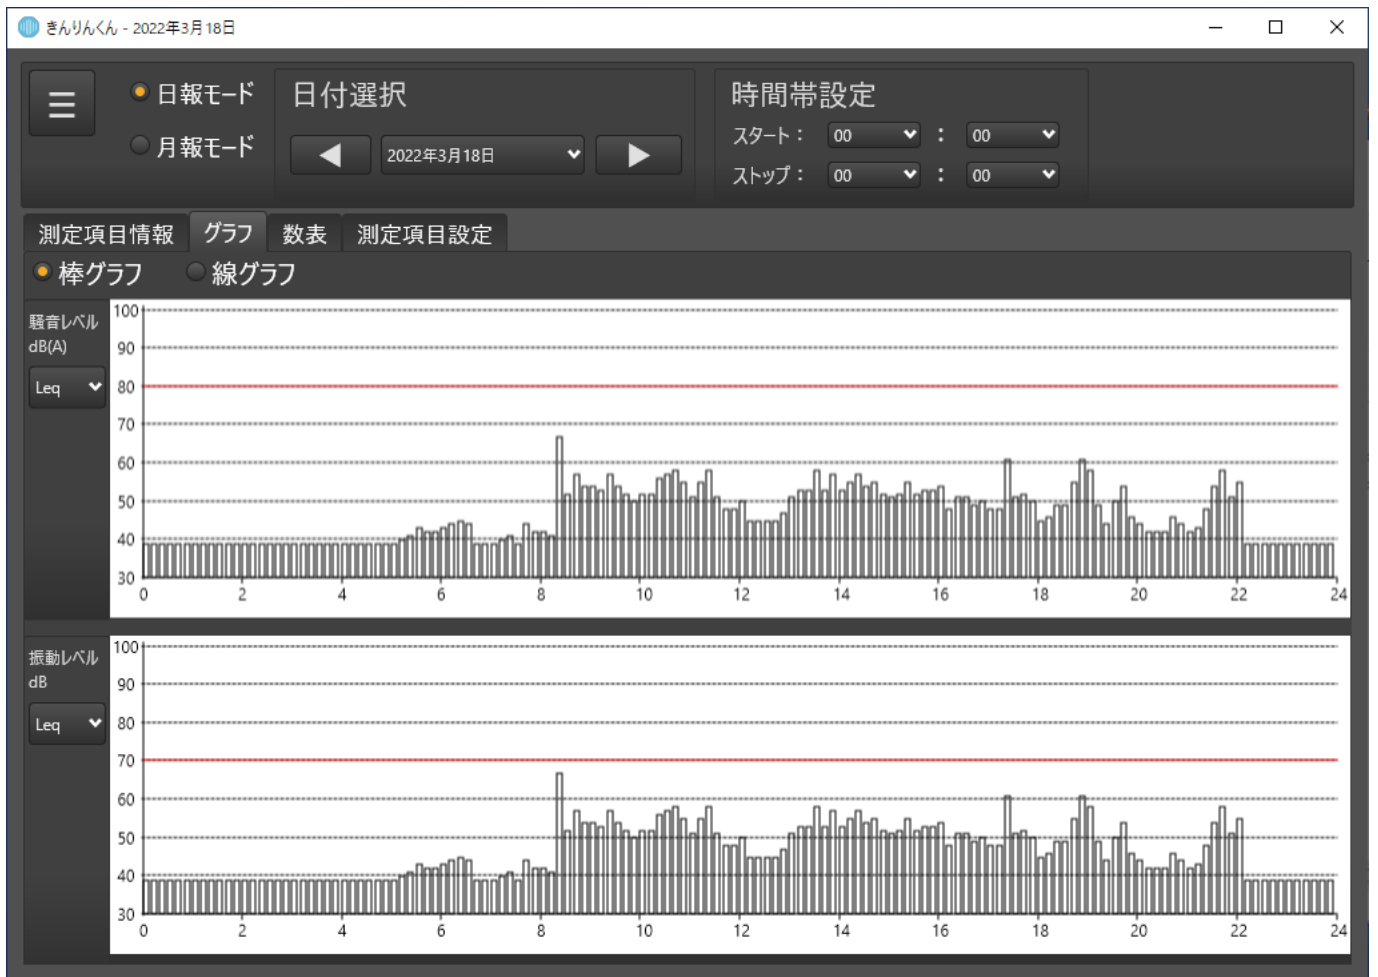 きんりんくん - 2022年3月18日
日報モード
月報モード
日付選択
2022年3月18日
時間帯設定
スタート： 00 : 00
ストップ： 00 : 00
測定項目情報 グラフ 数表 測定項目設定
棒グラフ 線グラフ
騒音レベル
dB(A)
Leq
100
90
80
70
60
50
40
30
0 2 4 6 8 10 12 14 16 18 20 22 24
振動レベル
dB
Leq
100
90
80
70
60
50
40
30
0 2 4 6 8 10 12 14 16 18 20 22 24